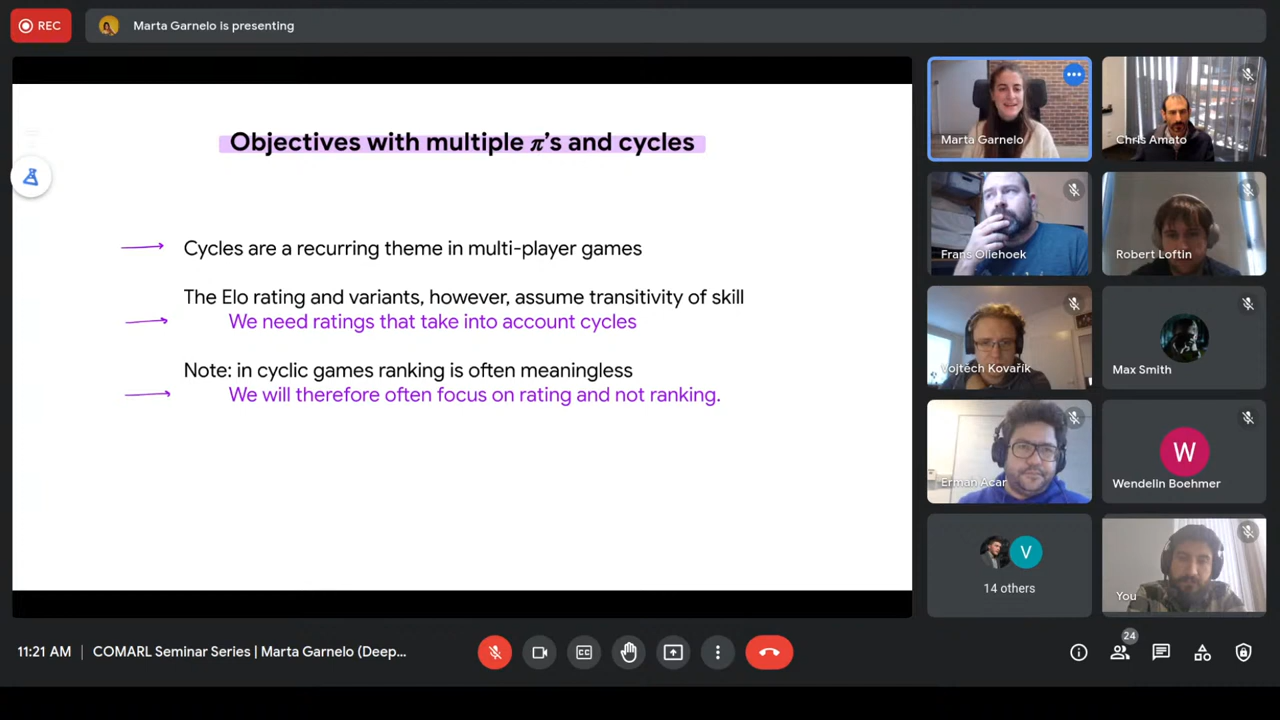 REC
Marta Garnelo is presenting
Objectives with multiple π's and cycles
Cycles are a recurring theme in multi-player games
The Elo rating and variants, however, assume transitivity of skill
We need ratings that take into account cycles
Note: in cyclic games ranking is often meaningless
We will therefore often focus on rating and not ranking.
Marta Garnelo
Chris Amato
Frans Oliehoek
Robert Loftin
Vojtěch Kovařík
Max Smith
Erman Acar
W
Wendelin Boehmer
V
14 others
You
11:21 AM
COMARL Seminar Series | Marta Garnelo (Deep...
CC
24